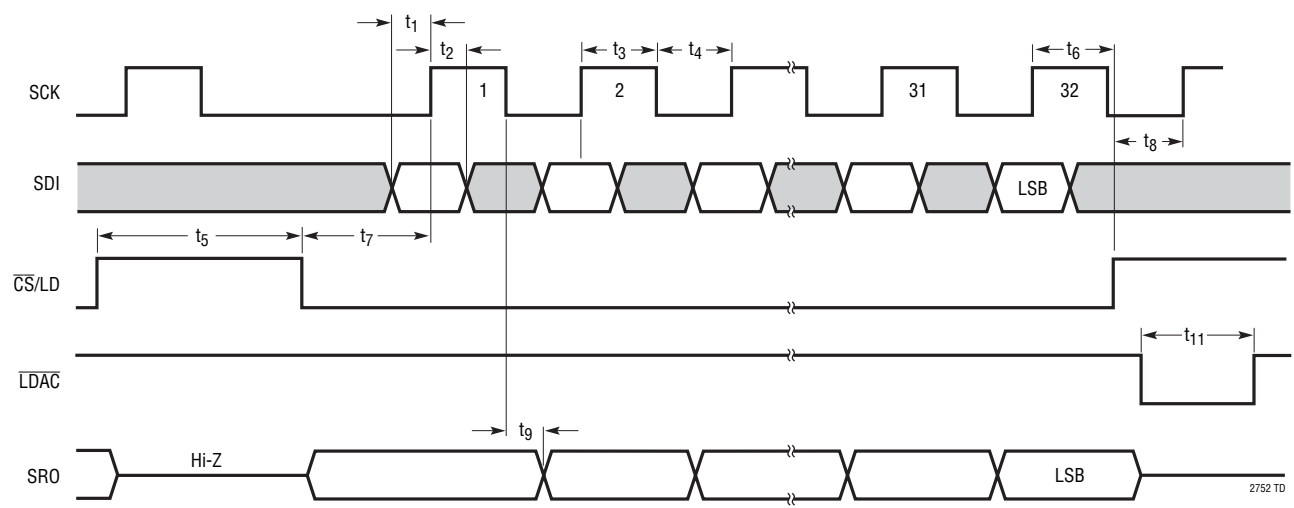 t1
t2
t3
t4
t6
SCK
1
2
31
32
t8
SDI
LSB
t5
t7
CS/LD
t11
LDAC
t9
Hi-Z
SRO
LSB
2752 TD